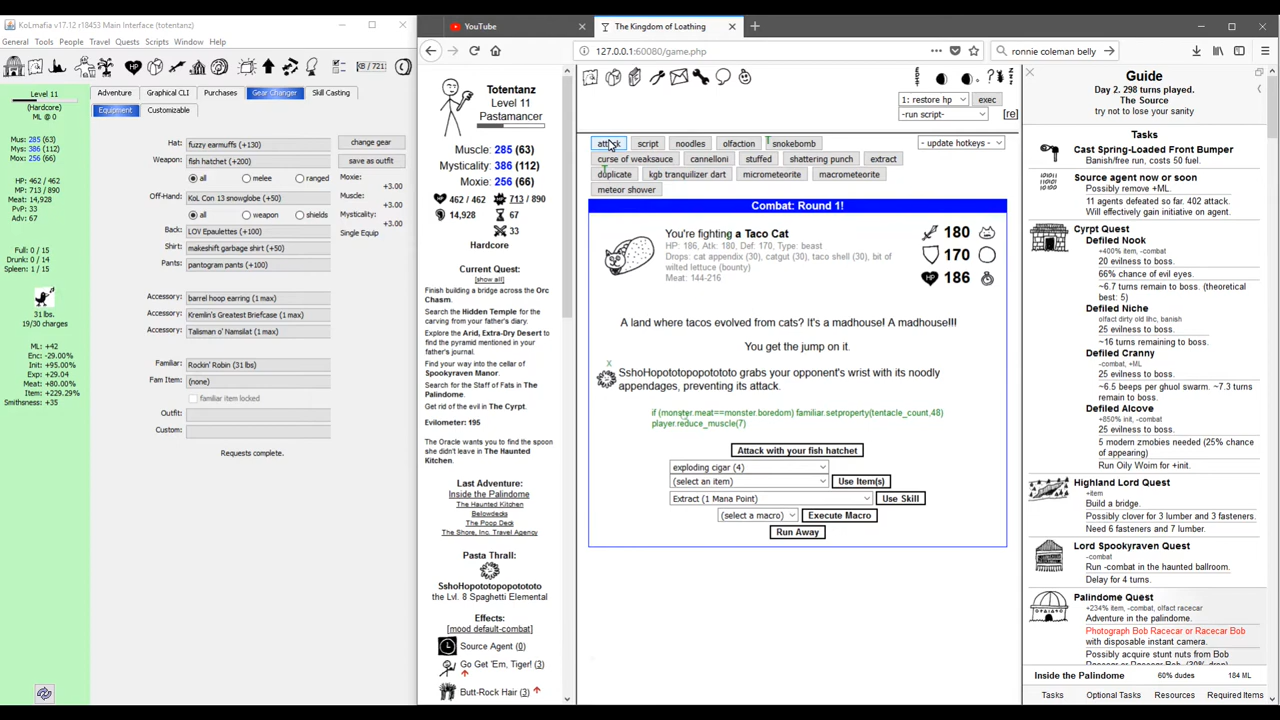 KoLmafia v17.12 r18453 Main Interface (totentanz)
General Tools People Travel Quests Scripts Window Help
Level 11
(Hardcore)
ML @ 0
Mus: 285 (63)
Mys: 386 (112)
Mox: 256 (66)
HP: 462 / 462
MP: 713 / 890
Meat: 14,928
PvP: 33
Adv: 67
Full: 0 / 15
Drunk: 0 / 14
Spleen: 1 / 15
31 lbs.
19/30 charges
ML: +42
Enc: -29.00%
Init: +95.00%
Exp: +29.04
Meat: +80.00%
Item: +229.29%
Smithsness: +35
Adventure Graphical CLI Purchases Gear Changer Skill Casting
Equipment Customizable
Hat: fuzzy earmuffs (+130)
Weapon: fish hatchet (+200)
all melee ranged
Off-Hand: KoL Con 13 snowglobe (+50)
all weapon shields
Back: LOV Epaulettes (+100)
Shirt: makeshift garbage shirt (+50)
Pants: pantogram pants (+100)
Accessory: barrel hoop earring (1 max)
Accessory: Kremlin's Greatest Briefcase (1 max)
Accessory: Talisman o' Namsilat (1 max)
Familiar: Rockin' Robin (31 lbs)
Fam Item: (none)
familiar item locked
Outfit:
Custom:
Requests complete.
change gear
save as outfit
Moxie:
+3.00
Muscle:
+3.00
Mysticality:
+3.00
Single Equip
YouTube
The Kingdom of Loathing
127.0.0.1:60080/game.php
ronnie coleman belly
Totentanz
Level 11
Pastamancer
Muscle: 285 (63)
Mysticality: 386 (112)
Moxie: 256 (66)
462 / 462 713 / 890
14,928 67
33
Hardcore
Current Quest:
[show all]
Finish building a bridge across the Orc Chasm.
Search the Hidden Temple for the carving from your father's diary.
Explore the Arid, Extra-Dry Desert to find the pyramid mentioned in your father's journal.
Find your way into the cellar of Spookyraven Manor.
Search for the Staff of Fats in The Palindome.
Get rid of the evil in The Cyrpt.
Evilometer: 195
The Oracle wants you to find the spoon she didn't leave in The Haunted Kitchen.
Last Adventure:
Inside the Palindome
The Haunted Kitchen
Belowdecks
The Poop Deck
The Shore, Inc. Travel Agency
Pasta Thrall:
SshoHopototopopototototo
the Lvl. 8 Spaghetti Elemental
Effects:
[mood default-combat]
Source Agent (0)
Go Get 'Em, Tiger! (3)
Butt-Rock Hair (3)
1: restore hp exec
-run script- [re]
attack script noodles olfaction snokebomb - update hotkeys -
curse of weaksauce cannelloni stuffed shattering punch extract
duplicate kgb tranquilizer dart micrometeorite macrometeorite
meteor shower
Combat: Round 1!
You're fighting a Taco Cat
HP: 186, Atk: 180, Def: 170, Type: beast
Drops: cat appendix (30), catgut (30), taco shell (30), bit of
wilted lettuce (bounty)
Meat: 144-216
180
170
186
A land where tacos evolved from cats? It's a madhouse! A madhouse!!!
You get the jump on it.
X
SshoHopototopopototototo grabs your opponent's wrist with its noodly
appendages, preventing its attack.
if (monster.meat==monster.boredom) familiar.setproperty(tentacle_count,48)
player.reduce_muscle(7)
Attack with your fish hatchet
exploding cigar (4)
(select an item) Use Item(s)
Extract (1 Mana Point) Use Skill
(select a macro) Execute Macro
Run Away
Guide
Day 2. 298 turns played.
The Source
try not to lose sanity
Tasks
Cast Spring-Loaded Front Bumper
Banish/free run, costs 50 fuel.
Source agent now or soon
Possibly remove +ML.
11 agents defeated so far. 402 attack.
Will effectively gain initiative on agent.
Cyrpt Quest
Defiled Nook
+400% item, -combat
20 evilness to boss.
66% chance of evil eyes.
~6.7 turns remain to boss. (theoretical
best: 5)
Defiled Niche
olfact dirty old lihc, banish
25 evilness to boss.
~16 turns remaining to boss.
Defiled Cranny
-combat, +ML
25 evilness to boss.
~6.5 beeps per ghuol swarm. ~7.3 turns
remain to boss.
Defiled Alcove
+850% init, -combat
25 evilness to boss.
5 modern zmobies needed (25% chance
of appearing)
Run Oily Woim for +init.
Highland Lord Quest
+item
Build a bridge.
Possibly clover for 3 lumber and 3 fasteners.
Need 6 fasteners and 7 lumber.
Lord Spookyraven Quest
-combat
Run -combat in the haunted ballroom.
Delay for 4 turns.
Palindome Quest
+234% item, -combat, olfact racecar
Adventure in the palindome.
Photograph Bob Racecar or Racecar Bob
with disposable instant camera.
Possibly acquire stunt nuts from Bob
Inside the Palindome 60% dudes 184 ML
Tasks Optional Tasks Resources Required Items